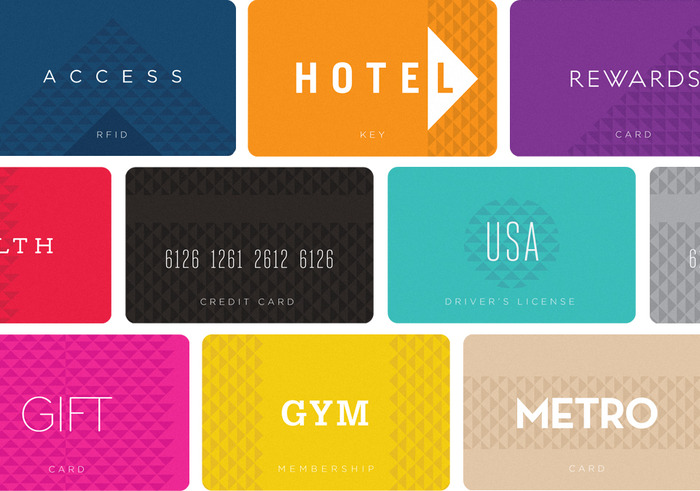 ACCESS
RFID
HOTEL
KEY
REWARDS
CARD
LTH
6126 1261 2612 6126
CREDIT CARD
USA
DRIVER'S LICENSE
6
GIFT
CARD
GYM
MEMBERSHIP
METRO
CARD